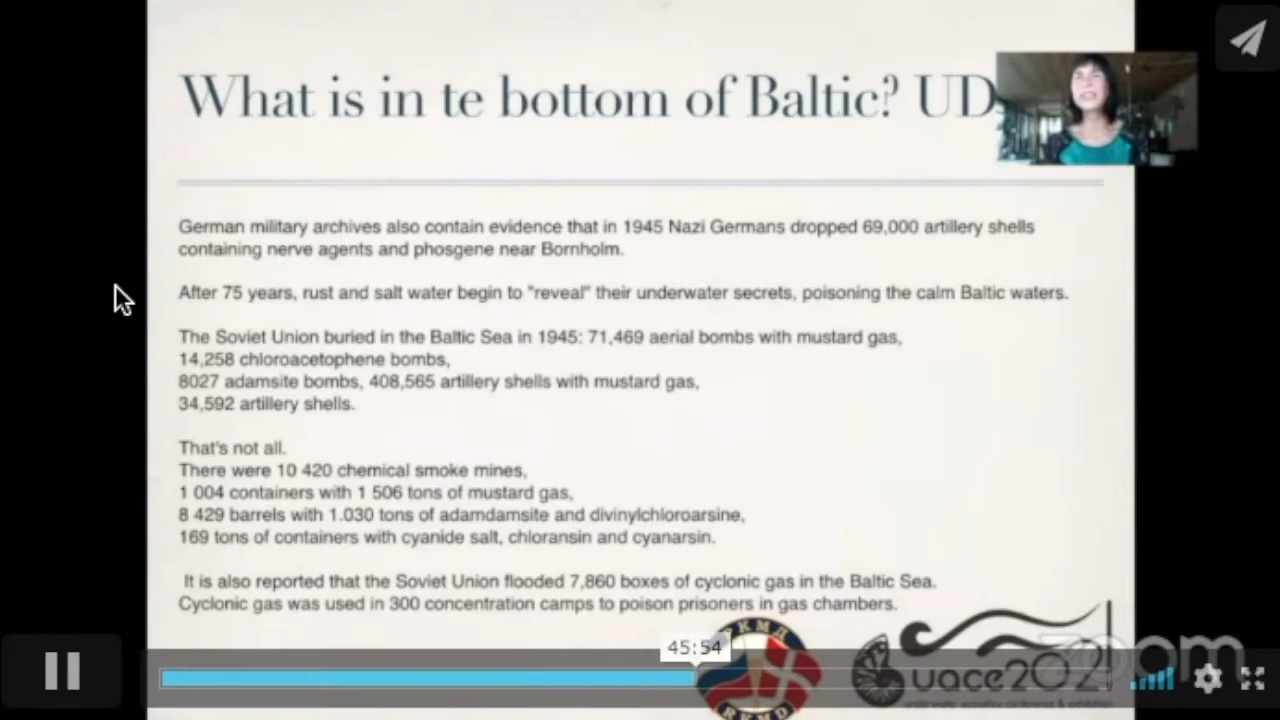 What is in te bottom of Baltic? UD
German military archives also contain evidence that in 1945 Nazi Germans dropped 69,000 artillery shells
containing nerve agents and phosgene near Bornholm.
After 75 years, rust and salt water begin to "reveal" their underwater secrets, poisoning the calm Baltic waters.
The Soviet Union buried in the Baltic Sea in 1945: 71,469 aerial bombs with mustard gas,
14,258 chloroacetophene bombs,
8027 adamsite bombs, 408,565 artillery shells with mustard gas,
34,592 artillery shells.
That's not all.
There were 10 420 chemical smoke mines,
1 004 containers with 1 506 tons of mustard gas,
8 429 barrels with 1.030 tons of adamdamsite and divinylchloroarsine,
169 tons of containers with cyanide salt, chloransin and cyanarsin.
It is also reported that the Soviet Union flooded 7,860 boxes of cyclonic gas in the Baltic Sea.
Cyclonic gas was used in 300 concentration camps to poison prisoners in gas chambers.
45:54
РКМД
RKMD
uace2021
zoom